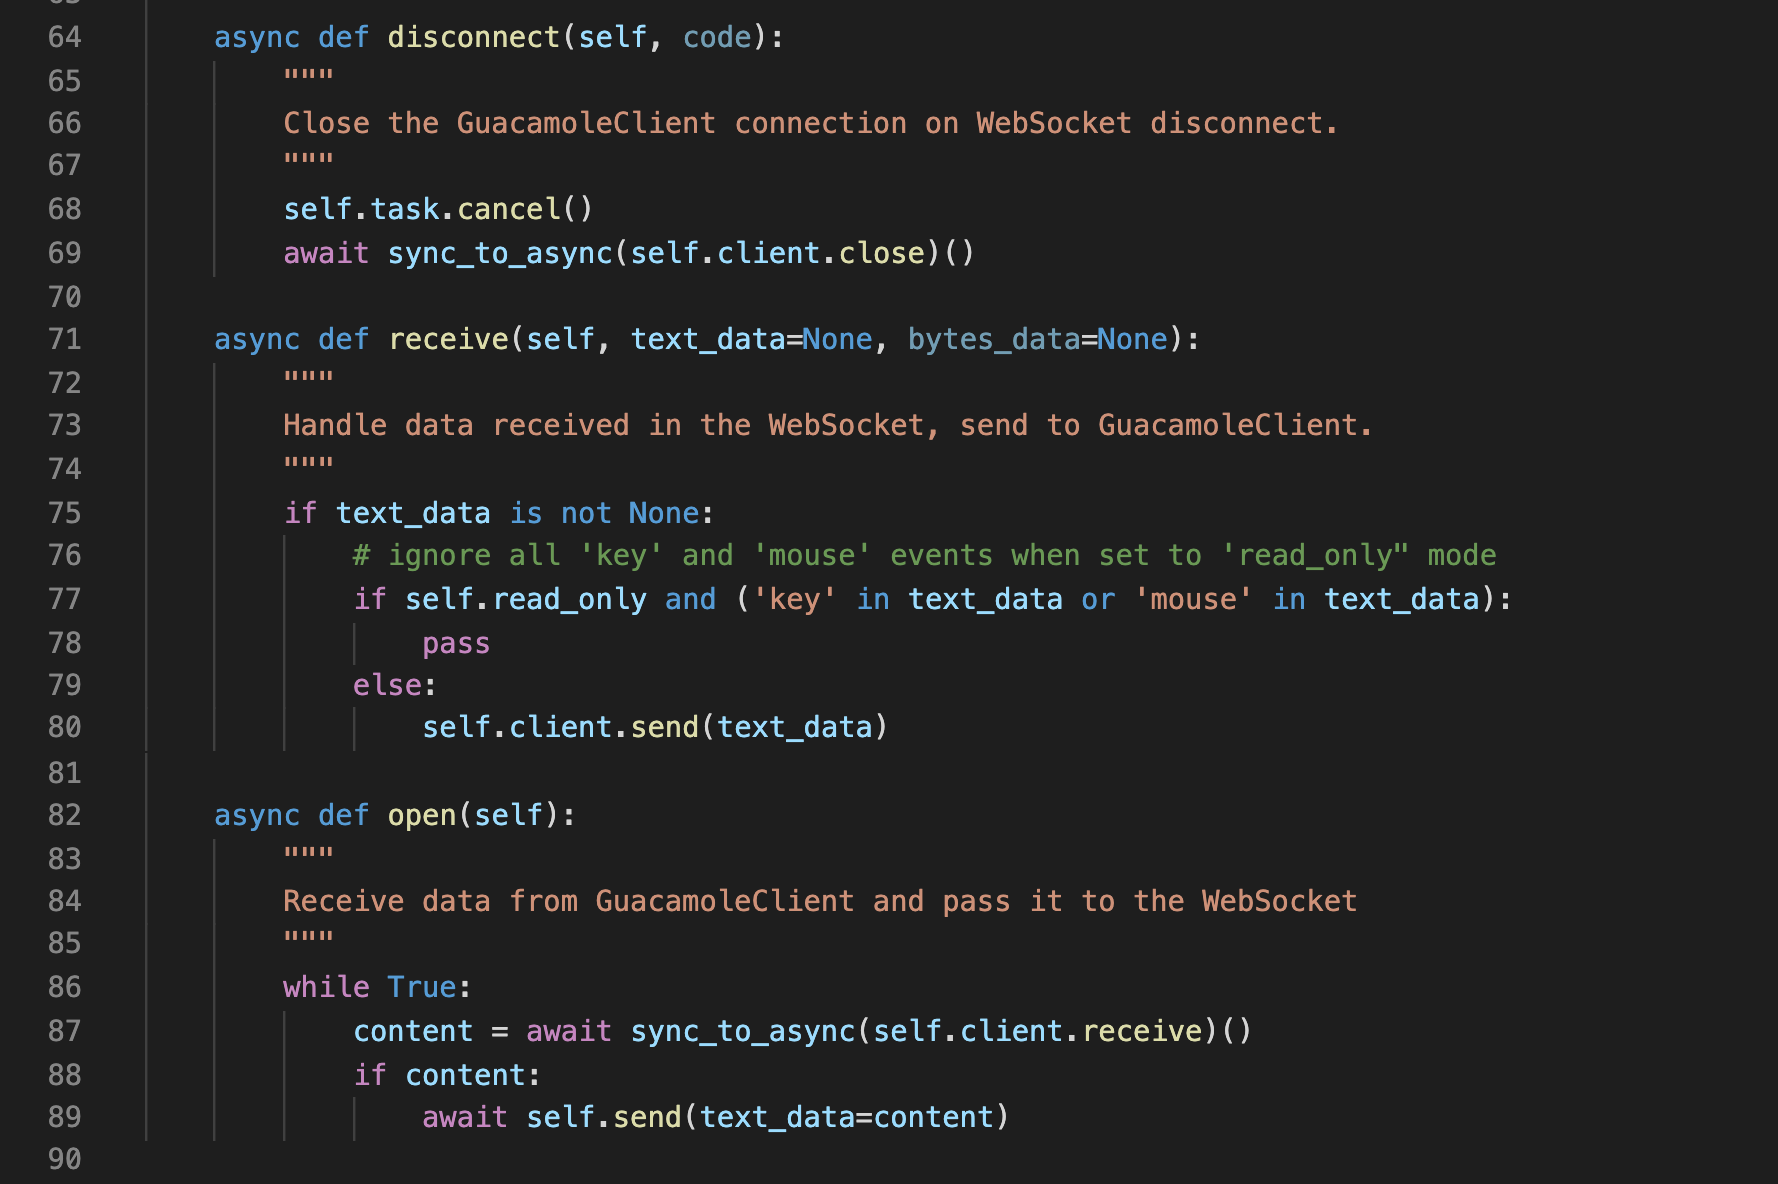 64 async def disconnect(self, code):
65 """
66 Close the GuacamoleClient connection on WebSocket disconnect.
67 """
68 self.task.cancel()
69 await sync_to_async(self.client.close)()
70
71 async def receive(self, text_data=None, bytes_data=None):
72 """
73 Handle data received in the WebSocket, send to GuacamoleClient.
74 """
75 if text_data is not None:
76 # ignore all 'key' and 'mouse' events when set to 'read_only" mode
77 if self.read_only and ('key' in text_data or 'mouse' in text_data):
78 pass
79 else:
80 self.client.send(text_data)
81
82 async def open(self):
83 """
84 Receive data from GuacamoleClient and pass it to the WebSocket
85 """
86 while True:
87 content = await sync_to_async(self.client.receive)()
88 if content:
89 await self.send(text_data=content)
90